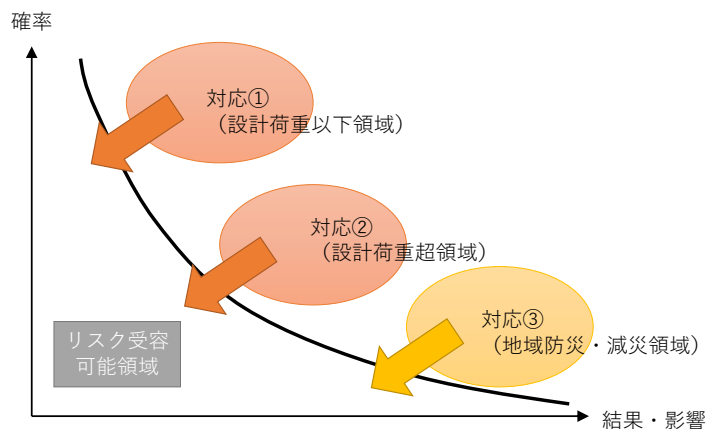 確率
対応①
（設計荷重以下領域）
対応②
（設計荷重超領域）
対応③
（地域防災・減災領域）
リスク受容
可能領域
結果・影響